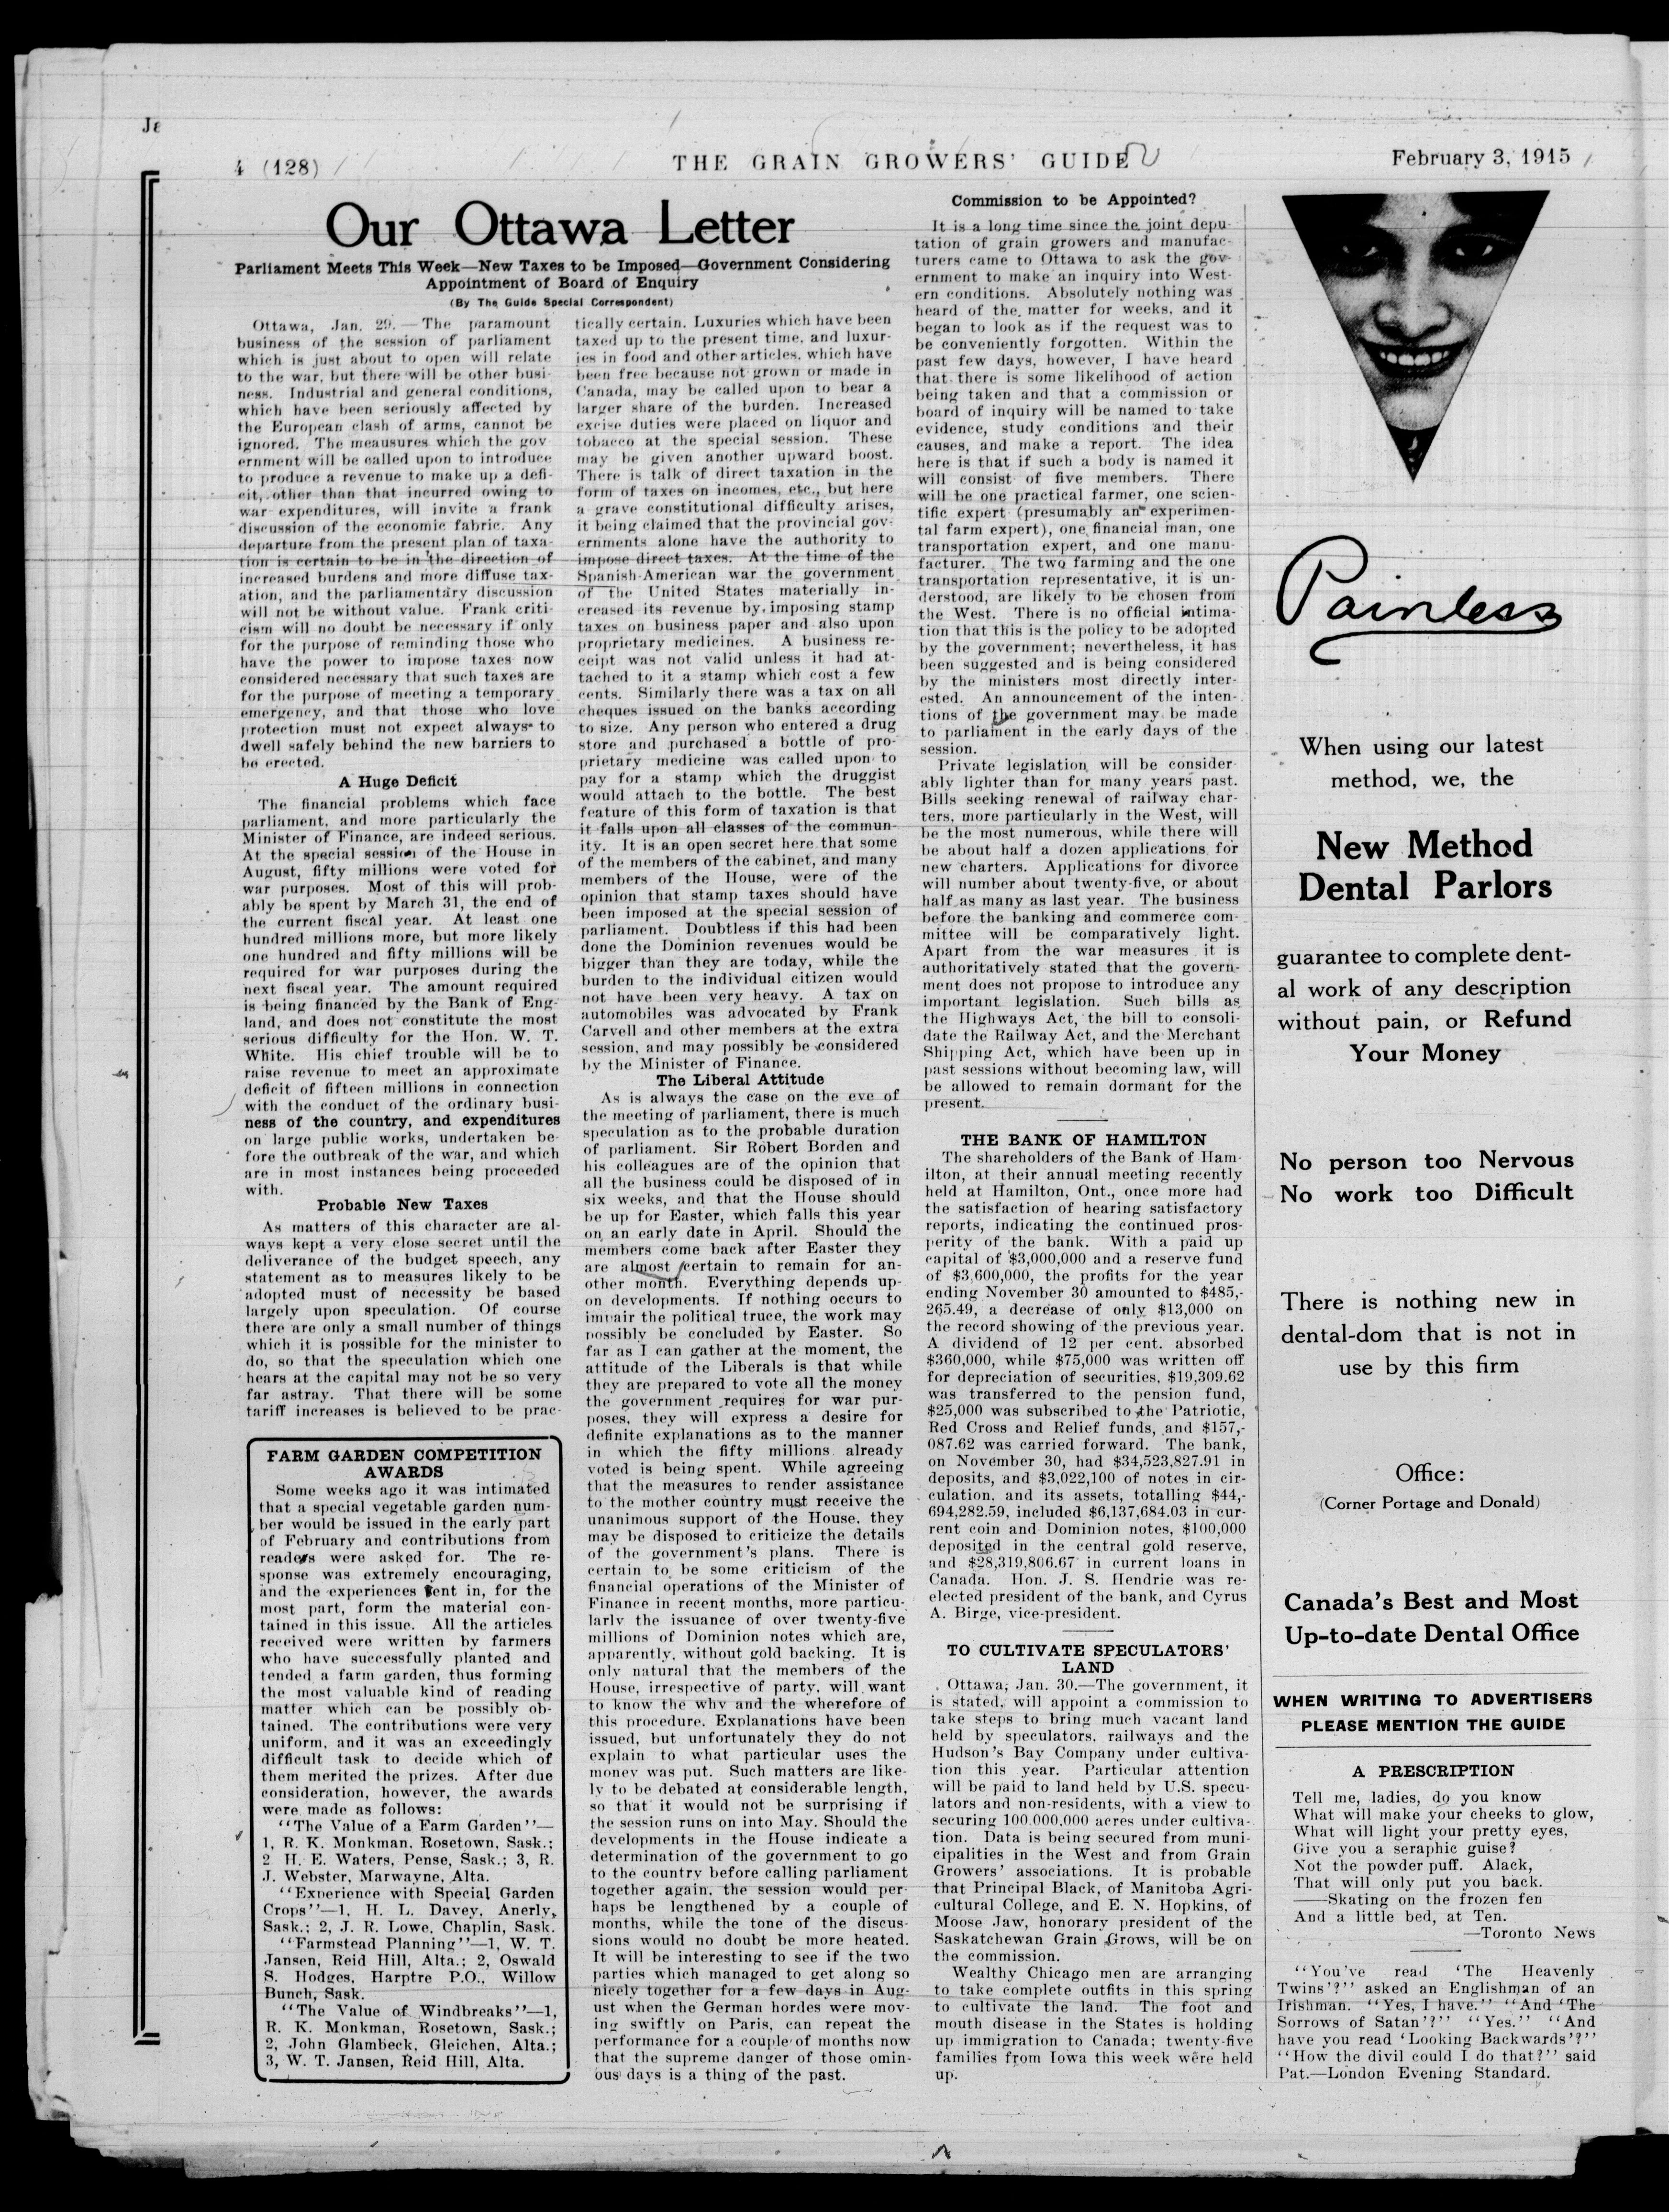 Je
4 (128)
THE GRAIN GROWERS' GUIDE
February 3, 1915
Our Ottawa Letter
Parliament Meets This Week—New Taxes to be Imposed—Government Considering
Appointment of Board of Enquiry
(By The Guide Special Correspondent)
Ottawa, Jan. 29.—The paramount
business of the session of parliament
which is just about to open will relate
to the war, but there will be other busi-
ness. Industrial and general conditions,
which have been seriously affected by
the European clash of arms, cannot be
ignored. The meausures which the gov
ernment will be called upon to introduce
to produce a revenue to make up a defi-
cit, other than that incurred owing to
war expenditures, will invite a frank
discussion of the economic fabric. Any
departure from the present plan of taxa-
tion is certain to be in the direction of
increased burdens and more diffuse tax-
ation, and the parliamentary discussion
will not be without value. Frank criti-
cism will no doubt be necessary if only
for the purpose of reminding those who
have the power to impose taxes now
considered necessary that such taxes are
for the purpose of meeting a temporary
emergency, and that those who love
protection must not expect always to
dwell safely behind the new barriers to
be erected.
A Huge Deficit
The financial problems which face
parliament, and more particularly the
Minister of Finance, are indeed serious.
At the special session of the House in
August, fifty millions were voted for
war purposes. Most of this will prob-
ably be spent by March 31, the end of
the current fiscal year. At least one
hundred millions more, but more likely
one hundred and fifty millions will be
required for war purposes during the
next fiscal year. The amount required
is being financed by the Bank of Eng-
land, and does not constitute the most
serious difficulty for the Hon. W. T.
White. His chief trouble will be to
raise revenue to meet an approximate
deficit of fifteen millions in connection
with the conduct of the ordinary busi-
ness of the country, and expenditures
on large public works, undertaken be-
fore the outbreak of the war, and which
are in most instances being proceeded
with.
Probable New Taxes
As matters of this character are al-
ways kept a very close secret until the
deliverance of the budget speech, any
statement as to measures likely to be
adopted must of necessity be based
largely upon speculation. Of course
there are only a small number of things
which it is possible for the minister to
do, so that the speculation which one
hears at the capital may not be so very
far astray. That there will be some
tariff increases is believed to be prac-
FARM GARDEN COMPETITION
AWARDS
Some weeks ago it was intimated
that a special vegetable garden num-
ber would be issued in the early part
of February and contributions from
readers were asked for. The re-
sponse was extremely encouraging,
and the experiences sent in, for the
most part, form the material con-
tained in this issue. All the articles
received were written by farmers
who have successfully planted and
tended a farm garden, thus forming
the most valuable kind of reading
matter which can be possibly ob-
tained. The contributions were very
uniform, and it was an exceedingly
difficult task to decide which of
them merited the prizes. After due
consideration, however, the awards
were made as follows:
"The Value of a Farm Garden"—
1, R. K. Monkman, Rosetown, Sask.;
2 H. E. Waters, Pense, Sask.; 3, R.
J. Webster, Marwayne, Alta.
"Experience with Special Garden
Crops"—1, H. L. Davey, Anerly,
Sask.; 2, J. R. Lowe, Chaplin, Sask.
"Farmstead Planning"—1, W. T.
Jansen, Reid Hill, Alta.; 2, Oswald
S. Hodges, Harptre P.O., Willow
Bunch, Sask.
"The Value of Windbreaks"—1,
R. K. Monkman, Rosetown, Sask.;
2, John Glambeck, Gleichen, Alta.;
3, W. T. Jansen, Reid Hill, Alta.
tically certain. Luxuries which have been
taxed up to the present time, and luxur-
ies in food and other articles, which have
been free because not grown or made in
Canada, may be called upon to bear a
larger share of the burden. Increased
excise duties were placed on liquor and
tobacco at the special session. These
may be given another upward boost.
There is talk of direct taxation in the
form of taxes on incomes, etc., but here
a grave constitutional difficulty arises,
it being claimed that the provincial gov-
ernments alone have the authority to
impose direct taxes. At the time of the
Spanish-American war the government
of the United States materially in-
creased its revenue by imposing stamp
taxes on business paper and also upon
proprietary medicines. A business re-
ceipt was not valid unless it had at-
tached to it a stamp which cost a few
cents. Similarly there was a tax on all
cheques issued on the banks according
to size. Any person who entered a drug
store and purchased a bottle of pro-
prietary medicine was called upon to
pay for a stamp which the druggist
would attach to the bottle. The best
feature of this form of taxation is that
it falls upon all classes of the commun-
ity. It is an open secret here that some
of the members of the cabinet, and many
members of the House, were of the
opinion that stamp taxes should have
been imposed at the special session of
parliament. Doubtless if this had been
done the Dominion revenues would be
bigger than they are today, while the
burden to the individual citizen would
not have been very heavy. A tax on
automobiles was advocated by Frank
Carvell and other members at the extra
session, and may possibly be considered
by the Minister of Finance.
The Liberal Attitude
As is always the case on the eve of
the meeting of parliament, there is much
speculation as to the probable duration
of parliament. Sir Robert Borden and
his colleagues are of the opinion that
all the business could be disposed of in
six weeks, and that the House should
be up for Easter, which falls this year
on an early date in April. Should the
members come back after Easter they
are almost certain to remain for an-
other month. Everything depends up-
on developments. If nothing occurs to
impair the political truce, the work may
possibly be concluded by Easter. So
far as I can gather at the moment, the
attitude of the Liberals is that while
they are prepared to vote all the money
the government requires for war pur-
poses, they will express a desire for
definite explanations as to the manner
in which the fifty millions already
voted is being spent. While agreeing
that the measures to render assistance
to the mother country must receive the
unanimous support of the House, they
may be disposed to criticize the details
of the government's plans. There is
certain to be some criticism of the
financial operations of the Minister of
Finance in recent months, more particu-
larly the issuance of over twenty-five
millions of Dominion notes which are,
apparently, without gold backing. It is
only natural that the members of the
House, irrespective of party, will want
to know the why and the wherefore of
this procedure. Explanations have been
issued, but unfortunately they do not
explain to what particular uses the
money was put. Such matters are like-
ly to be debated at considerable length,
so that it would not be surprising if
the session runs on into May. Should the
developments in the House indicate a
determination of the government to go
to the country before calling parliament
together again, the session would per-
haps be lengthened by a couple of
months, while the tone of the discus-
sions would no doubt be more heated.
It will be interesting to see if the two
parties which managed to get along so
nicely together for a few days in Aug-
ust when the German hordes were mov-
ing swiftly on Paris, can repeat the
performance for a couple of months now
that the supreme danger of those omin-
ous days is a thing of the past.
Commission to be Appointed?
It is a long time since the joint depu-
tation of grain growers and manufac-
turers came to Ottawa to ask the gov-
ernment to make an inquiry into West-
ern conditions. Absolutely nothing was
heard of the matter for weeks, and it
began to look as if the request was to
be conveniently forgotten. Within the
past few days, however, I have heard
that there is some likelihood of action
being taken and that a commission or
board of inquiry will be named to take
evidence, study conditions and their
causes, and make a report. The idea
here is that if such a body is named it
will consist of five members. There
will be one practical farmer, one scien-
tific expert (presumably an experimen-
tal farm expert), one financial man, one
transportation expert, and one manu-
facturer. The two farming and the one
transportation representative, it is un-
derstood, are likely to be chosen from
the West. There is no official intima-
tion that this is the policy to be adopted
by the government; nevertheless, it has
been suggested and is being considered
by the ministers most directly inter-
ested. An announcement of the inten-
tions of the government may be made
to parliament in the early days of the
session.
Private legislation will be consider-
ably lighter than for many years past.
Bills seeking renewal of railway char-
ters, more particularly in the West, will
be the most numerous, while there will
be about half a dozen applications for
new charters. Applications for divorce
will number about twenty-five, or about
half as many as last year. The business
before the banking and commerce com-
mittee will be comparatively light.
Apart from the war measures it is
authoritatively stated that the govern-
ment does not propose to introduce any
important legislation. Such bills as
the Highways Act, the bill to consoli-
date the Railway Act, and the Merchant
Shipping Act, which have been up in
past sessions without becoming law, will
be allowed to remain dormant for the
present.
THE BANK OF HAMILTON
The shareholders of the Bank of Ham-
ilton, at their annual meeting recently
held at Hamilton, Ont., once more had
the satisfaction of hearing satisfactory
reports, indicating the continued pros-
perity of the bank. With a paid up
capital of $3,000,000 and a reserve fund
of $3,600,000, the profits for the year
ending November 30 amounted to $485,-
265.49, a decrease of only $13,000 on
the record showing of the previous year.
A dividend of 12 per cent. absorbed
$360,000, while $75,000 was written off
for depreciation of securities, $19,309.62
was transferred to the pension fund,
$25,000 was subscribed to the Patriotic,
Red Cross and Relief funds, and $157,-
087.62 was carried forward. The bank,
on November 30, had $34,523,827.91 in
deposits, and $3,022,100 of notes in cir-
culation, and its assets, totalling $44,-
694,282.59, included $6,137,684.03 in cur-
rent coin and Dominion notes, $100,000
deposited in the central gold reserve,
and $28,319,806.67 in current loans in
Canada. Hon. J. S. Hendrie was re-
elected president of the bank, and Cyrus
A. Birge, vice-president.
TO CULTIVATE SPECULATORS'
LAND
Ottawa, Jan. 30.—The government, it
is stated, will appoint a commission to
take steps to bring much vacant land
held by speculators, railways and the
Hudson's Bay Company under cultiva-
tion this year. Particular attention
will be paid to land held by U.S. specu-
lators and non-residents, with a view to
securing 100,000,000 acres under cultiva-
tion. Data is being secured from muni-
cipalities in the West and from Grain
Growers' associations. It is probable
that Principal Black, of Manitoba Agri-
cultural College, and E. N. Hopkins, of
Moose Jaw, honorary president of the
Saskatchewan Grain Grows, will be on
the commission.
Wealthy Chicago men are arranging
to take complete outfits in this spring
to cultivate the land. The foot and
mouth disease in the States is holding
up immigration to Canada; twenty-five
families from Iowa this week were held
up.
Painless
When using our latest
method, we, the
New Method
Dental Parlors
guarantee to complete dent-
al work of any description
without pain, or Refund
Your Money
No person too Nervous
No work too Difficult
There is nothing new in
dental-dom that is not in
use by this firm
Office:
(Corner Portage and Donald)
Canada's Best and Most
Up-to-date Dental Office
WHEN WRITING TO ADVERTISERS
PLEASE MENTION THE GUIDE
A PRESCRIPTION
Tell me, ladies, do you know
What will make your cheeks to glow,
What will light your pretty eyes,
Give you a seraphic guise?
Not the powder puff. Alack,
That will only put you back.
——Skating on the frozen fen
And a little bed, at Ten.
—Toronto News
"You've read 'The Heavenly
Twins'?" asked an Englishman of an
Irishman. "Yes, I have." "And 'The
Sorrows of Satan'?" "Yes." "And
have you read 'Looking Backwards'?"
"How the divil could I do that?" said
Pat.—London Evening Standard.